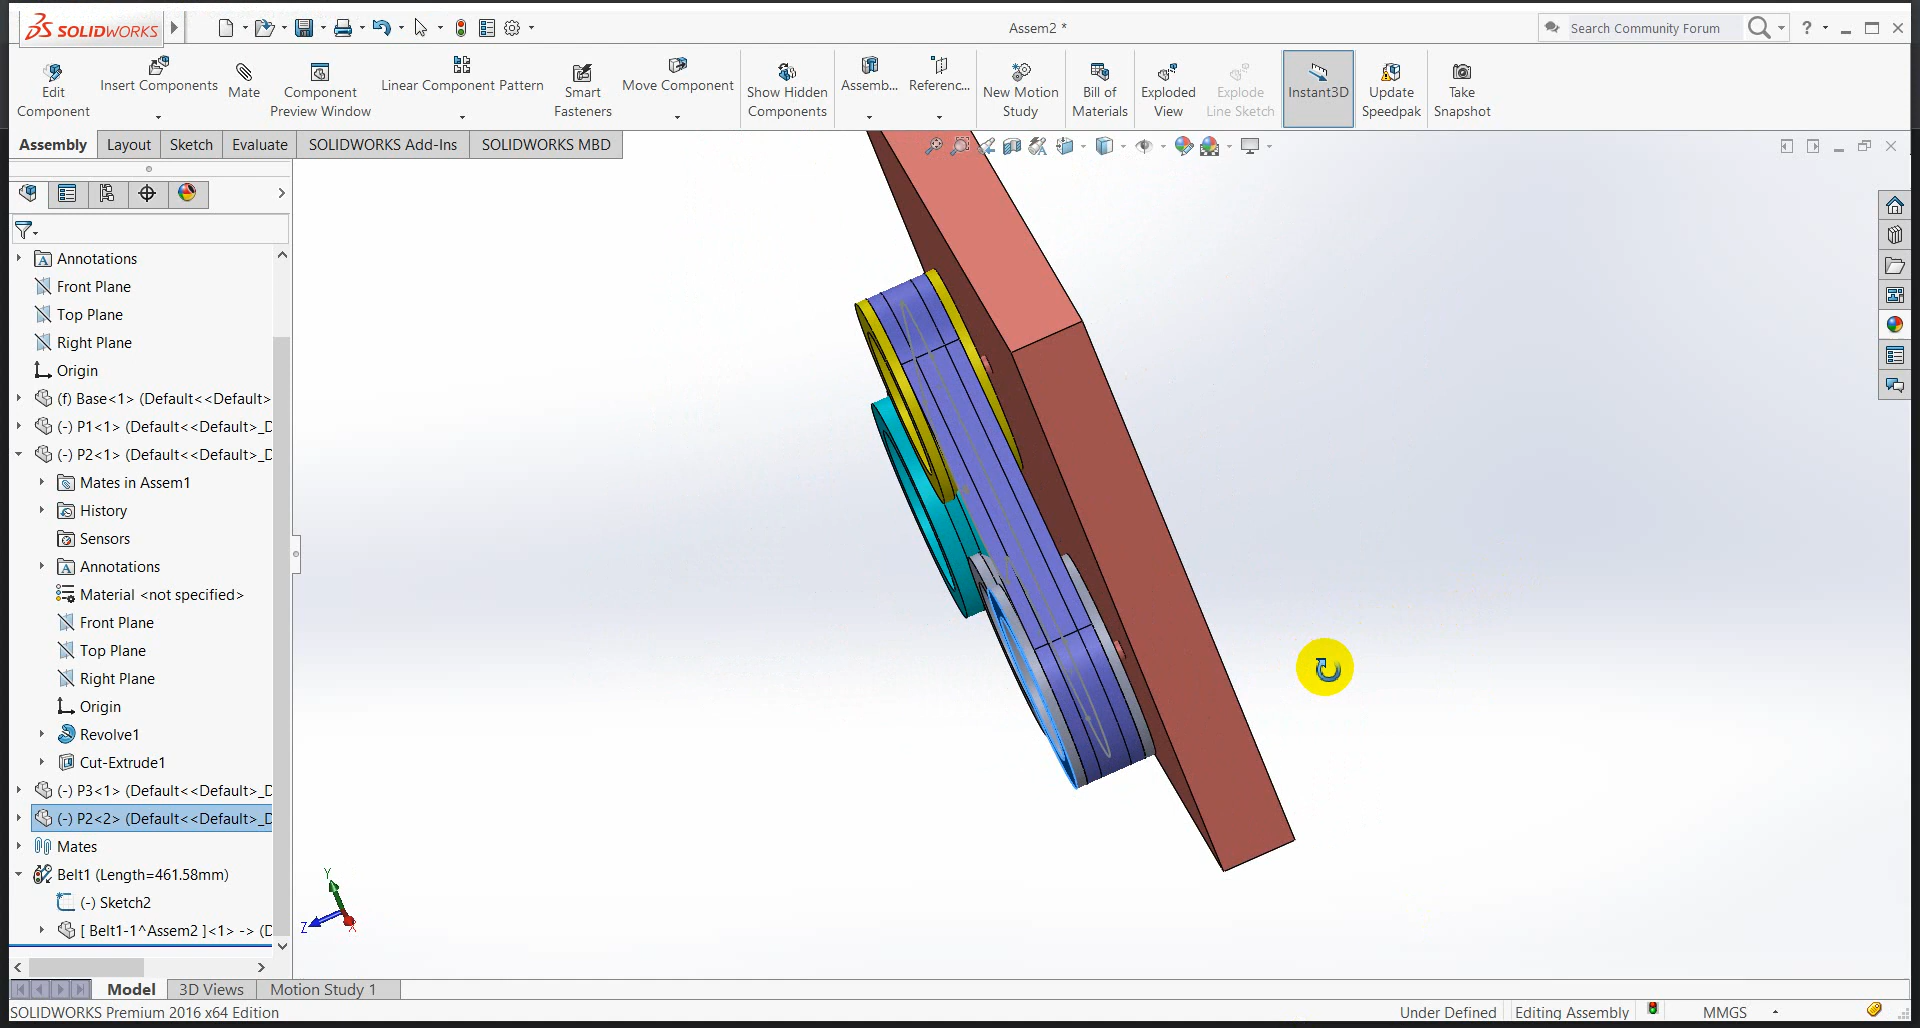 SOLIDWORKS
Assem2 *
Search Community Forum
?
Edit Component
Insert Components
Mate
Component Preview Window
Linear Component Pattern
Smart Fasteners
Move Component
Show Hidden Components
Assemb...
Referenc...
New Motion Study
Bill of Materials
Exploded View
Explode Line Sketch
Instant3D
Update Speedpak
Take Snapshot
Assembly
Layout
Sketch
Evaluate
SOLIDWORKS Add-Ins
SOLIDWORKS MBD
Annotations
Front Plane
Top Plane
Right Plane
Origin
(f) Base<1> (Default<<Default>
(-) P1<1> (Default<<Default>_D
(-) P2<1> (Default<<Default>_D
Mates in Assem1
History
Sensors
Annotations
Material <not specified>
Front Plane
Top Plane
Right Plane
Origin
Revolve1
Cut-Extrude1
(-) P3<1> (Default<<Default>_D
(-) P2<2> (Default<<Default>_D
Mates
Belt1 (Length=461.58mm)
(-) Sketch2
[ Belt1-1^Assem2 ]<1> -> (D
Y
Z
X
Model
3D Views
Motion Study 1
SOLIDWORKS Premium 2016 x64 Edition
Under Defined
Editing Assembly
MMGS